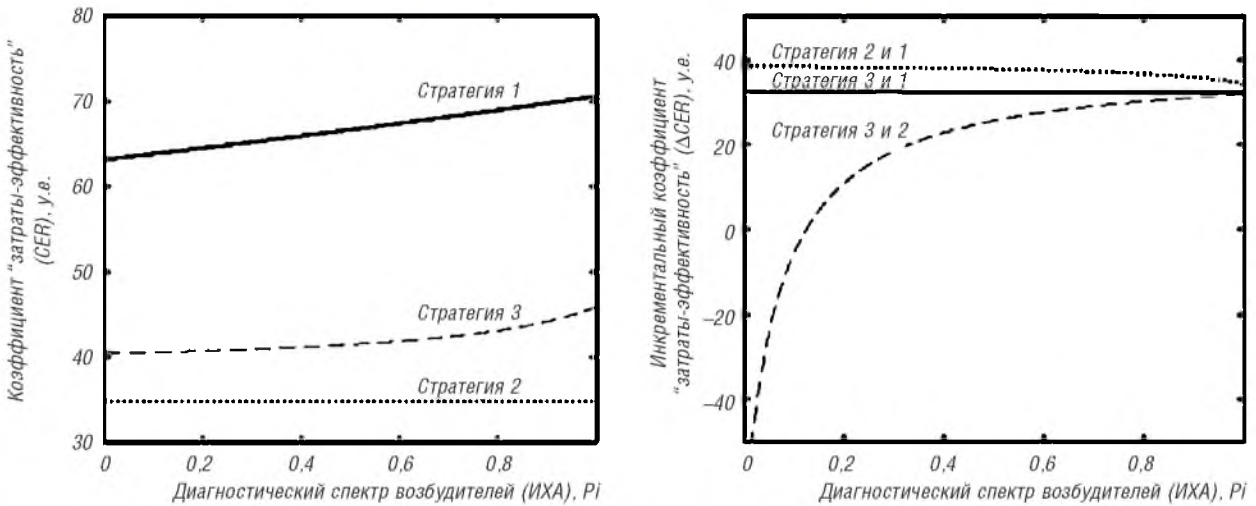 Коэффициент “затраты-эффективность”
(CER), у.е.
80
70
60
50
40
30
Стратегия 1
Стратегия 3
Стратегия 2
0
0,2
0,4
0,6
0,8
Диагностический спектр возбудителей (ИХА), Pi
Инкрементальный коэффициент
“затраты-эффективность” (ΔCER), у.е.
40
20
0
−20
−40
Стратегия 2 и 1
Стратегия 3 и 1
Стратегия 3 и 2
0
0,2
0,4
0,6
0,8
Диагностический спектр возбудителей (ИХА), Pi